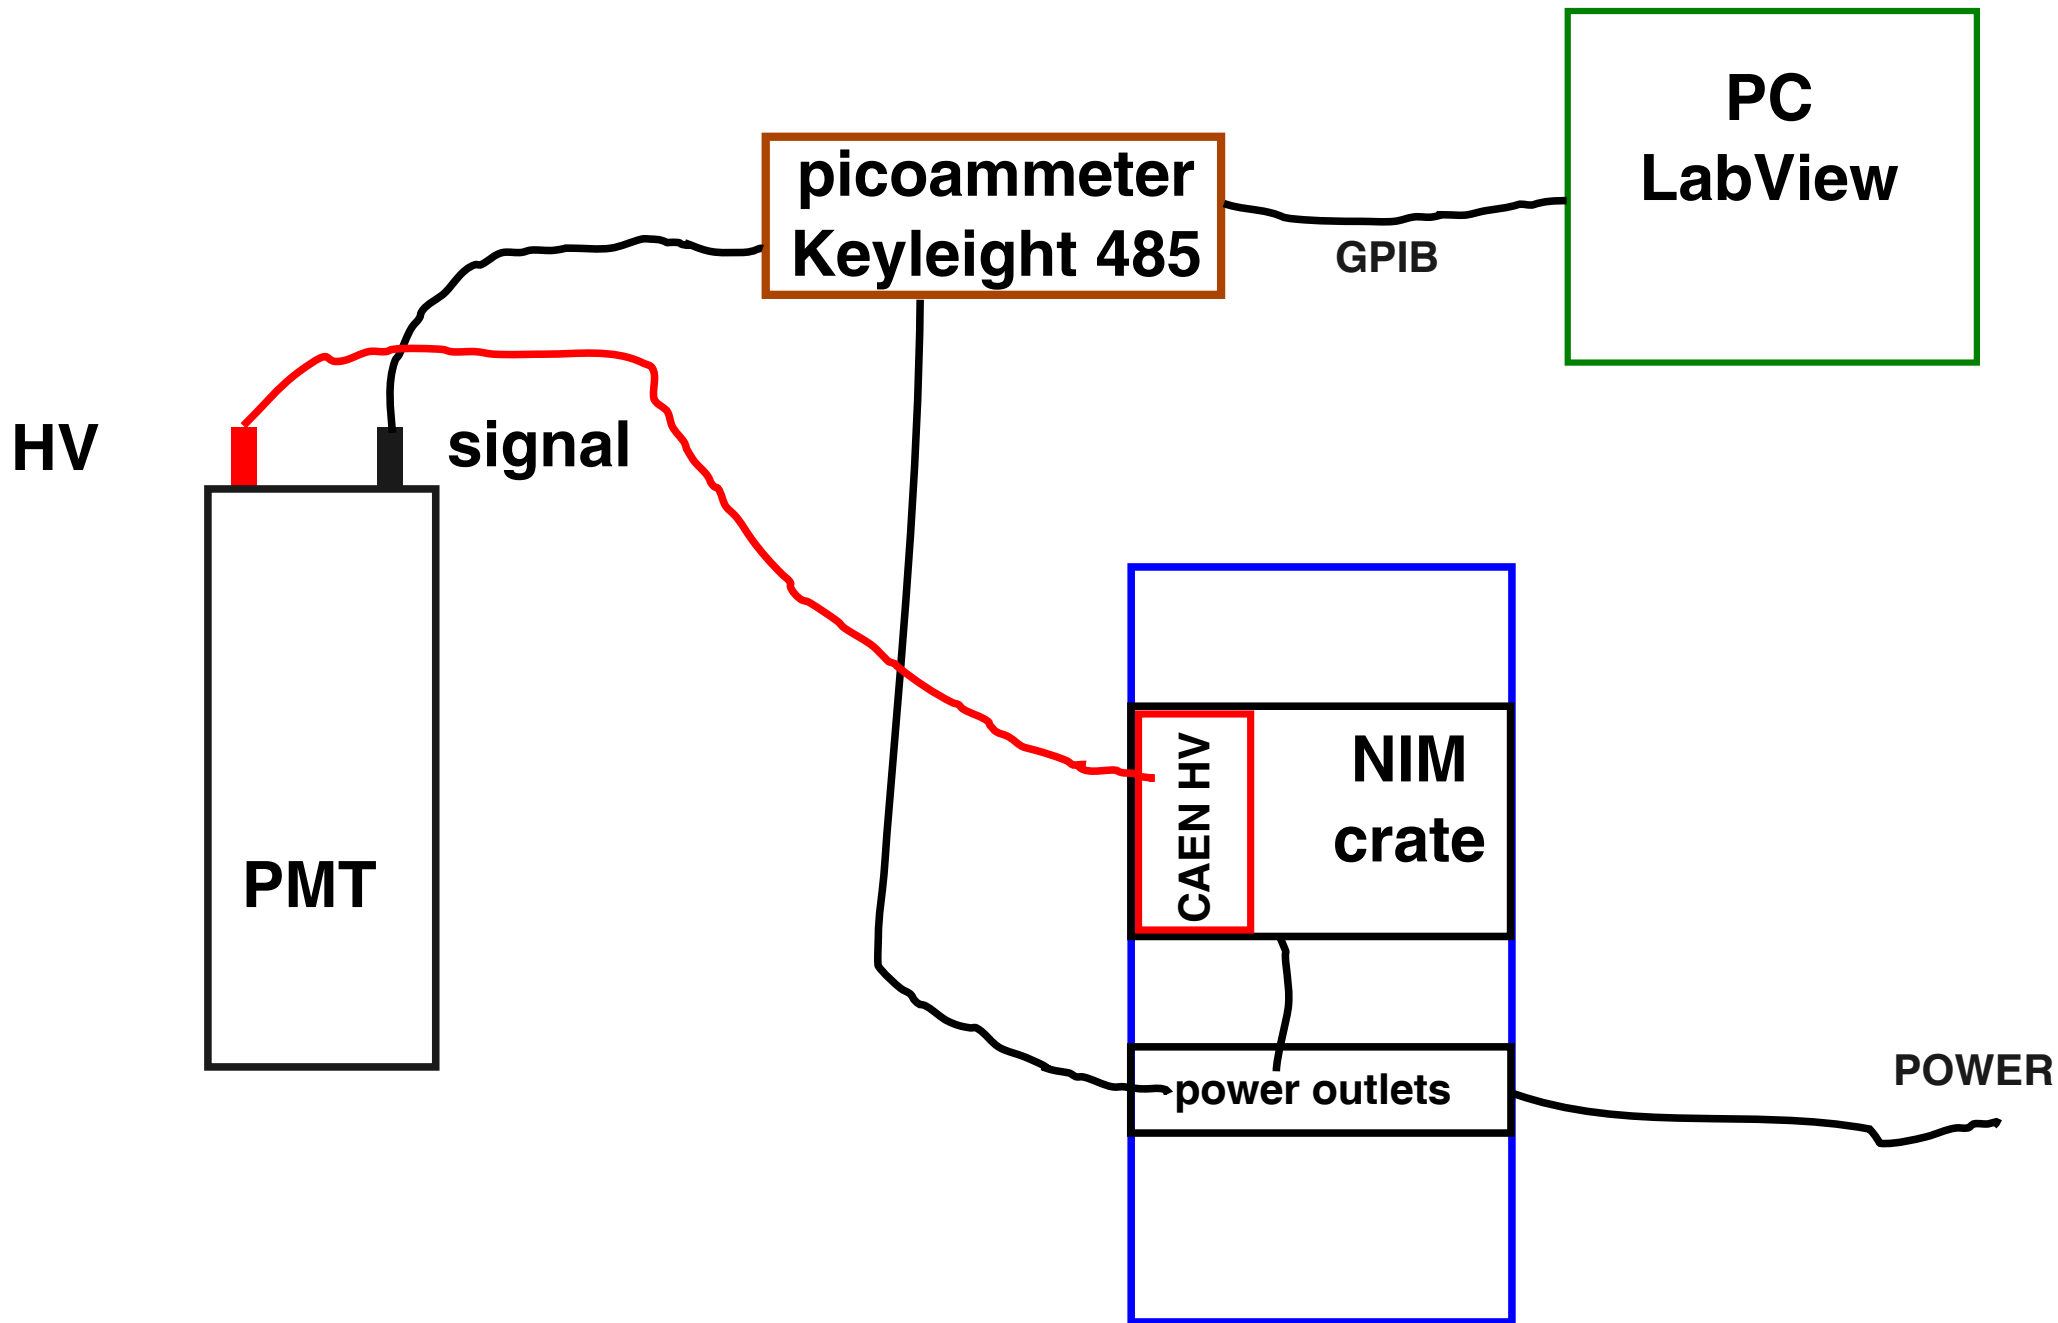 PC
LabView
picoammeter
Keyleight 485
GPIB
HV
signal
NIM
crate
CAEN HV
PMT
power outlets
POWER